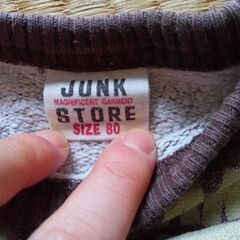 JUNK
MAGNIFICENT GARMENT
STORE
SIZE 80